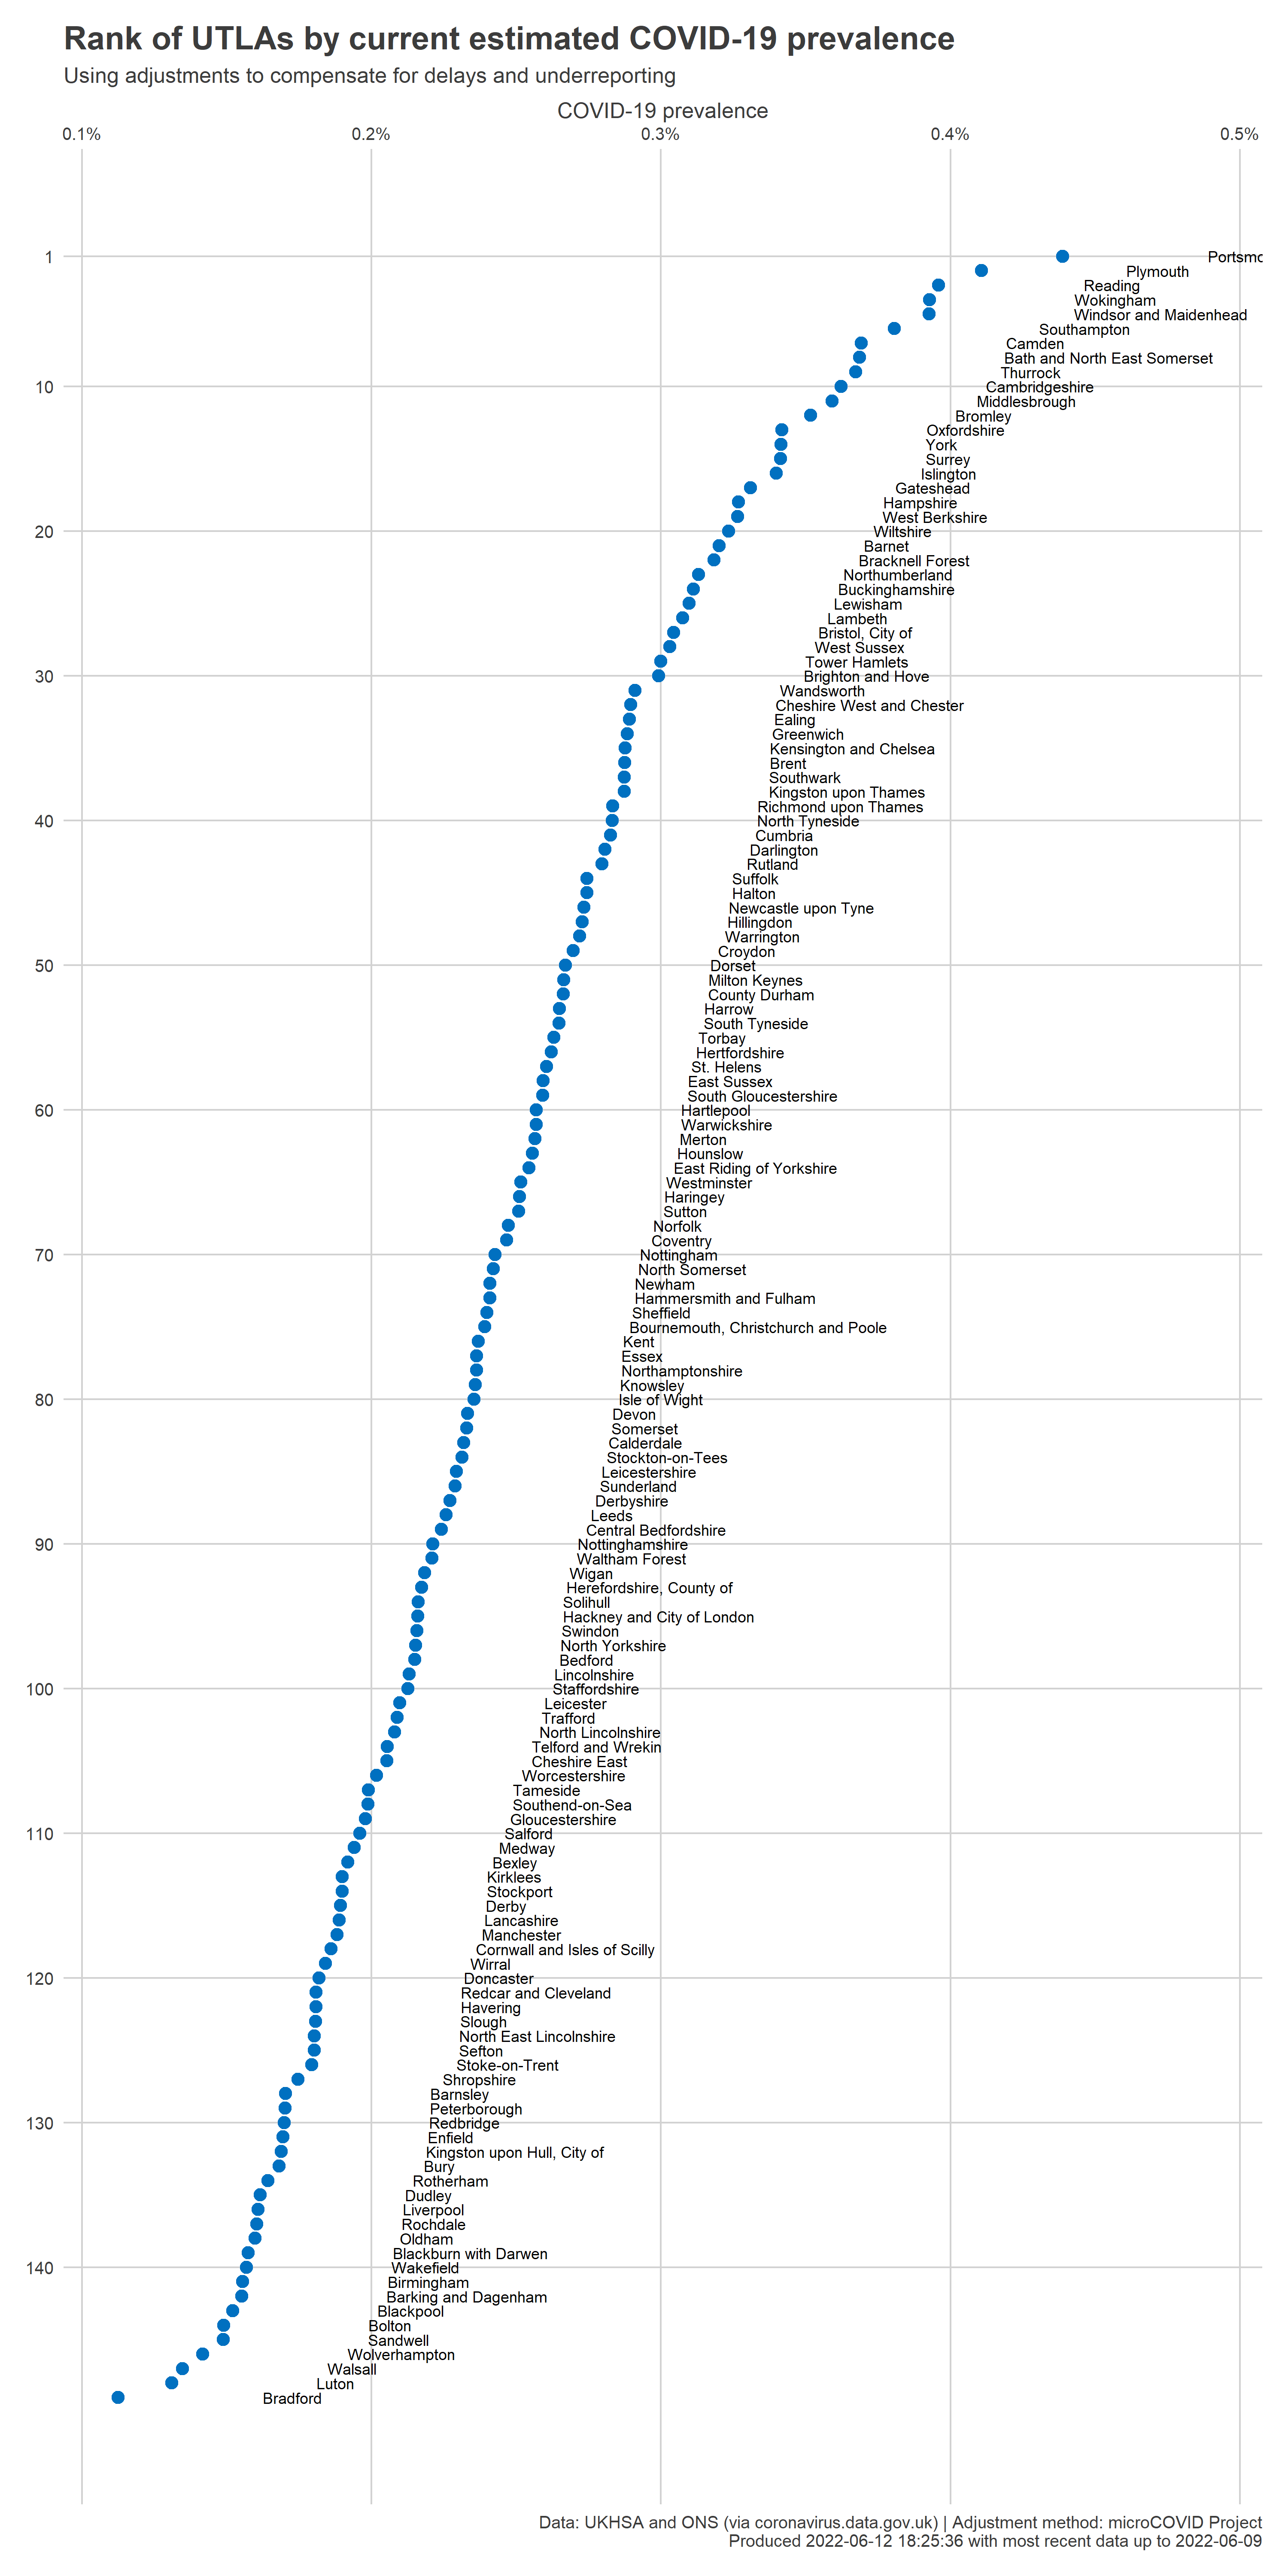 Rank of UTLAs by current estimated COVID-19 prevalence
Using adjustments to compensate for delays and underreporting
COVID-19 prevalence
0.1% 0.2% 0.3% 0.4% 0.5%
1 Portsmo
Plymouth
Reading
Wokingham
Windsor and Maidenhead
Southampton
Camden
Bath and North East Somerset
Thurrock
10 Cambridgeshire
Middlesbrough
Bromley
Oxfordshire
York
Surrey
Islington
Gateshead
Hampshire
West Berkshire
20 Wiltshire
Barnet
Bracknell Forest
Northumberland
Buckinghamshire
Lewisham
Lambeth
Bristol, City of
West Sussex
Tower Hamlets
30 Brighton and Hove
Wandsworth
Cheshire West and Chester
Ealing
Greenwich
Kensington and Chelsea
Brent
Southwark
Kingston upon Thames
Richmond upon Thames
40 North Tyneside
Cumbria
Darlington
Rutland
Suffolk
Halton
Newcastle upon Tyne
Hillingdon
Warrington
Croydon
50 Dorset
Milton Keynes
County Durham
Harrow
South Tyneside
Torbay
Hertfordshire
St. Helens
East Sussex
South Gloucestershire
60 Hartlepool
Warwickshire
Merton
Hounslow
East Riding of Yorkshire
Westminster
Haringey
Sutton
Norfolk
Coventry
70 Nottingham
North Somerset
Newham
Hammersmith and Fulham
Sheffield
Bournemouth, Christchurch and Poole
Kent
Essex
Northamptonshire
Knowsley
80 Isle of Wight
Devon
Somerset
Calderdale
Stockton-on-Tees
Leicestershire
Sunderland
Derbyshire
Leeds
Central Bedfordshire
90 Nottinghamshire
Waltham Forest
Wigan
Herefordshire, County of
Solihull
Hackney and City of London
Swindon
North Yorkshire
Bedford
Lincolnshire
100 Staffordshire
Leicester
Trafford
North Lincolnshire
Telford and Wrekin
Cheshire East
Worcestershire
Tameside
Southend-on-Sea
Gloucestershire
110 Salford
Medway
Bexley
Kirklees
Stockport
Derby
Lancashire
Manchester
Cornwall and Isles of Scilly
Wirral
120 Doncaster
Redcar and Cleveland
Havering
Slough
North East Lincolnshire
Sefton
Stoke-on-Trent
Shropshire
Barnsley
Peterborough
130 Redbridge
Enfield
Kingston upon Hull, City of
Bury
Rotherham
Dudley
Liverpool
Rochdale
Oldham
Blackburn with Darwen
140 Wakefield
Birmingham
Barking and Dagenham
Blackpool
Bolton
Sandwell
Wolverhampton
Walsall
Luton
Bradford
Data: UKHSA and ONS (via coronavirus.data.gov.uk) | Adjustment method: microCOVID Project
Produced 2022-06-12 18:25:36 with most recent data up to 2022-06-09